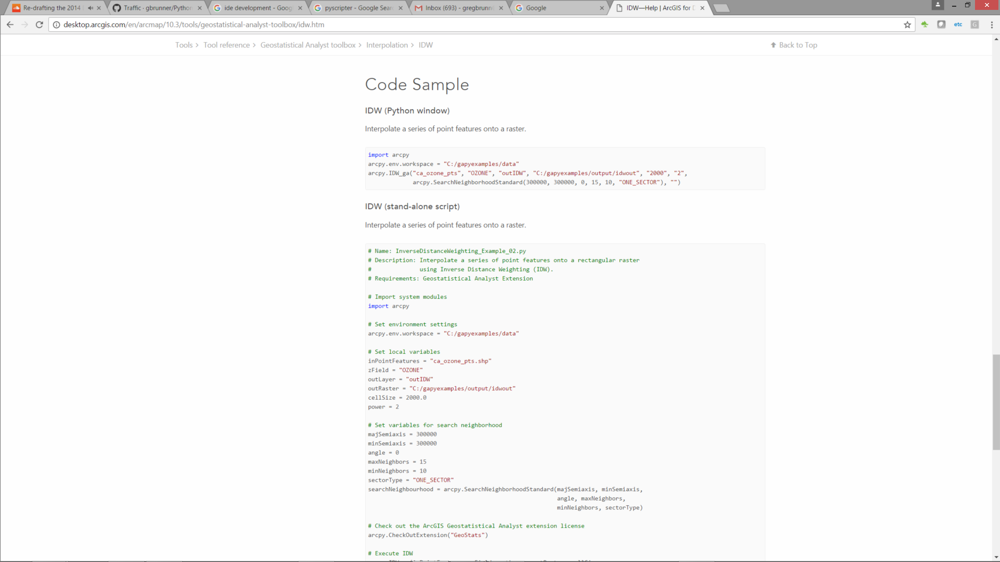 Re-drafting the 2014
Traffic · gbrunner/Python
ide development - Goog
pyscripter - Google Sear
Inbox (693) - gregbrunn
Google
IDW—Help | ArcGIS for D
desktop.arcgis.com/en/arcmap/10.3/tools/geostatistical-analyst-toolbox/idw.htm
etc
G
Tools > Tool reference > Geostatistical Analyst toolbox > Interpolation > IDW
Back to Top
Code Sample
IDW (Python window)
Interpolate a series of point features onto a raster.
import arcpy
arcpy.env.workspace = "C:/gapyexamples/data"
arcpy.IDW_ga("ca_ozone_pts", "OZONE", "outIDW", "C:/gapyexamples/output/idwout", "2000", "2",
arcpy.SearchNeighborhoodStandard(300000, 300000, 0, 15, 10, "ONE_SECTOR"), "")
IDW (stand-alone script)
Interpolate a series of point features onto a raster.
# Name: InverseDistanceWeighting_Example_02.py
# Description: Interpolate a series of point features onto a rectangular raster
# using Inverse Distance Weighting (IDW).
# Requirements: Geostatistical Analyst Extension
# Import system modules
import arcpy
# Set environment settings
arcpy.env.workspace = "C:/gapyexamples/data"
# Set local variables
inPointFeatures = "ca_ozone_pts.shp"
zField = "OZONE"
outLayer = "outIDW"
outRaster = "C:/gapyexamples/output/idwout"
cellSize = 2000.0
power = 2
# Set variables for search neighborhood
majSemiaxis = 300000
minSemiaxis = 300000
angle = 0
maxNeighbors = 15
minNeighbors = 10
sectorType = "ONE_SECTOR"
searchNeighbourhood = arcpy.SearchNeighborhoodStandard(majSemiaxis, minSemiaxis,
angle, maxNeighbors,
minNeighbors, sectorType)
# Check out the ArcGIS Geostatistical Analyst extension license
arcpy.CheckOutExtension("GeoStats")
# Execute IDW